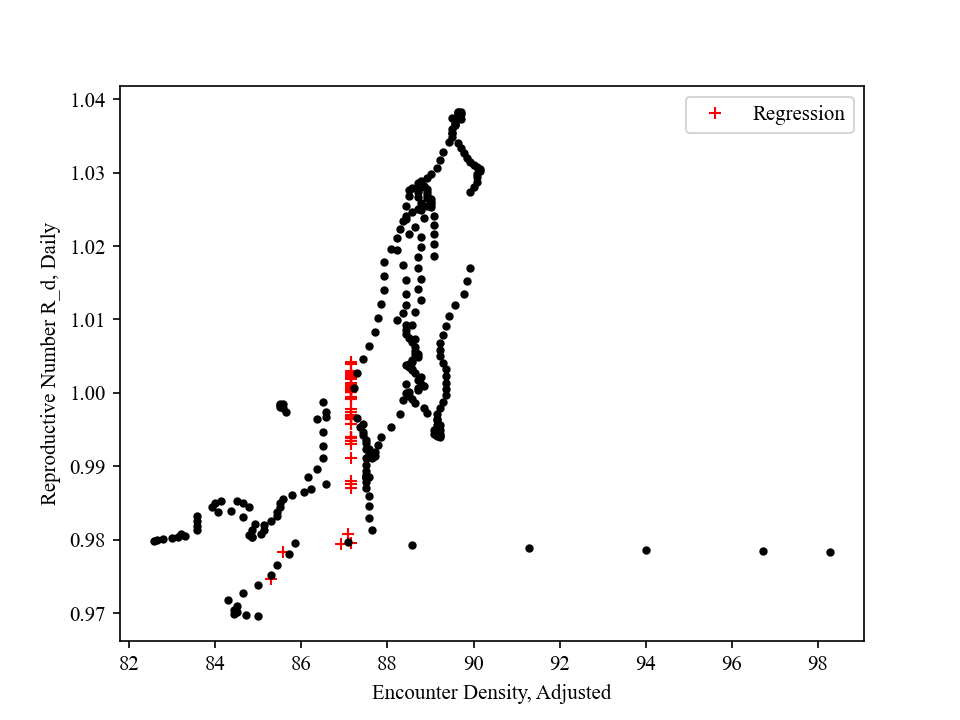 Regression
1.04
1.03
1.02
1.01
1.00
0.99
0.98
0.97
Reproductive Number R_d, Daily
82 84 86 88 90 92 94 96 98
Encounter Density, Adjusted